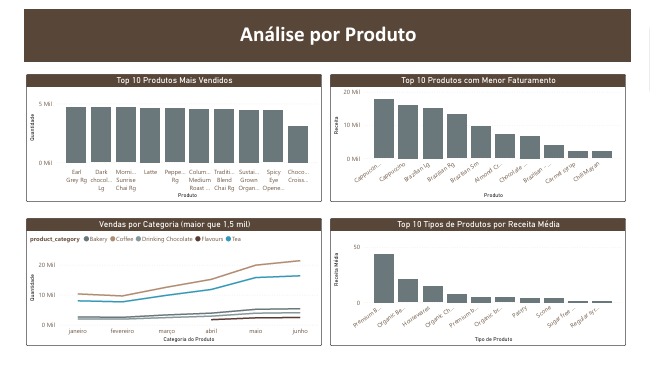 Análise por Produto
Top 10 Produtos Mais Vendidos
Quantidade
5 Mil
0 Mil
Earl Dark Morni... Latte Peppe... Colum... Traditi... Sustai... Spicy Choco...
Grey Rg chocol... Sunrise Rg Medium Blend Grown Eye Croiss...
Lg Chai Rg Roast ... Chai Rg Organ... Opene...
Produto
Top 10 Produtos com Menor Faturamento
Receita
20 Mil
10 Mil
0 Mil
Cappuccin... Cappuccino Brazilian Lg Brazilian Rg Brazilian Sm Almond Cr... Chocolate ... Brazilian - ... Carmel syrup Chili Mayan
Produto
Vendas por Categoria (maior que 1,5 mil)
product_category Bakery Coffee Drinking Chocolate Flavours Tea
Quantidade
20 Mil
10 Mil
0 Mil
janeiro fevereiro março abril maio junho
Categoria do Produto
Top 10 Tipos de Produtos por Receita Média
Receita Média
50
0
Premium B... Organic Be... Housewares Organic Ch... Premium b... Organic br... Pastry Scone Sugar free ... Regular syr...
Tipo de Produto